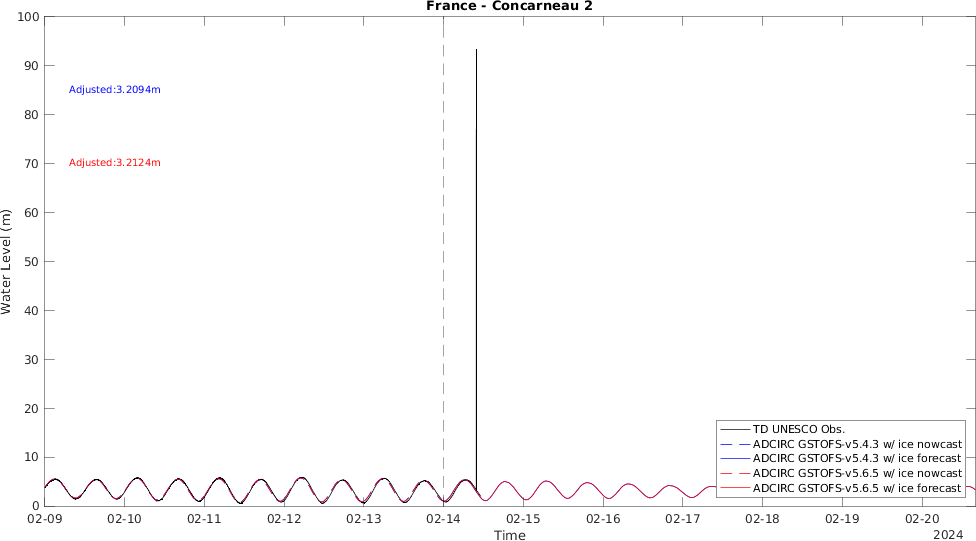 France - Concarneau 2
100
90
80
70
60
50
40
30
20
10
0
Water Level (m)
Adjusted:3.2094m
Adjusted:3.2124m
TD UNESCO Obs.
ADCIRC GSTOFS-v5.4.3 w/ ice nowcast
ADCIRC GSTOFS-v5.4.3 w/ ice forecast
ADCIRC GSTOFS-v5.6.5 w/ ice nowcast
ADCIRC GSTOFS-v5.6.5 w/ ice forecast
02-09 02-10 02-11 02-12 02-13 02-14 02-15 02-16 02-17 02-18 02-19 02-20
Time
2024